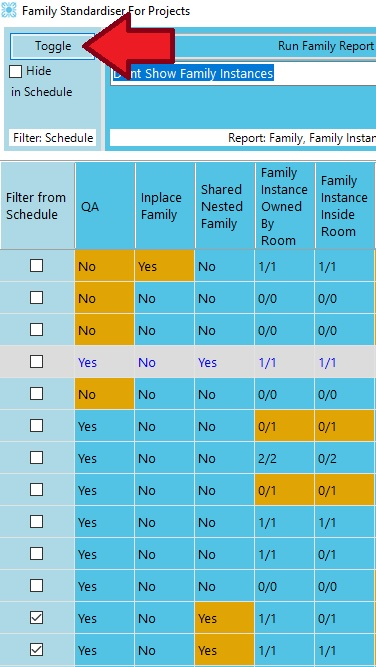 Family Standardiser For Projects
Toggle
Run Family Report
Hide
in Schedule
Dont Show Family Instances
Filter: Schedule
Report: Family, Family Instan
Filter from Schedule QA Inplace Family Shared Nested Family Family Instance Owned By Room Family Instance Inside Room
No Yes No 1/1 1/1
No No No 0/0 0/0
No No No 0/0 0/0
Yes No Yes 1/1 1/1
No No No 0/0 0/0
Yes No No 0/1 0/1
Yes No No 2/2 0/2
Yes No No 0/1 0/1
Yes No No 1/1 1/1
Yes No No 1/1 0/1
Yes No No 0/0 0/0
Yes No Yes 1/1 0/1
Yes No Yes 1/1 1/1